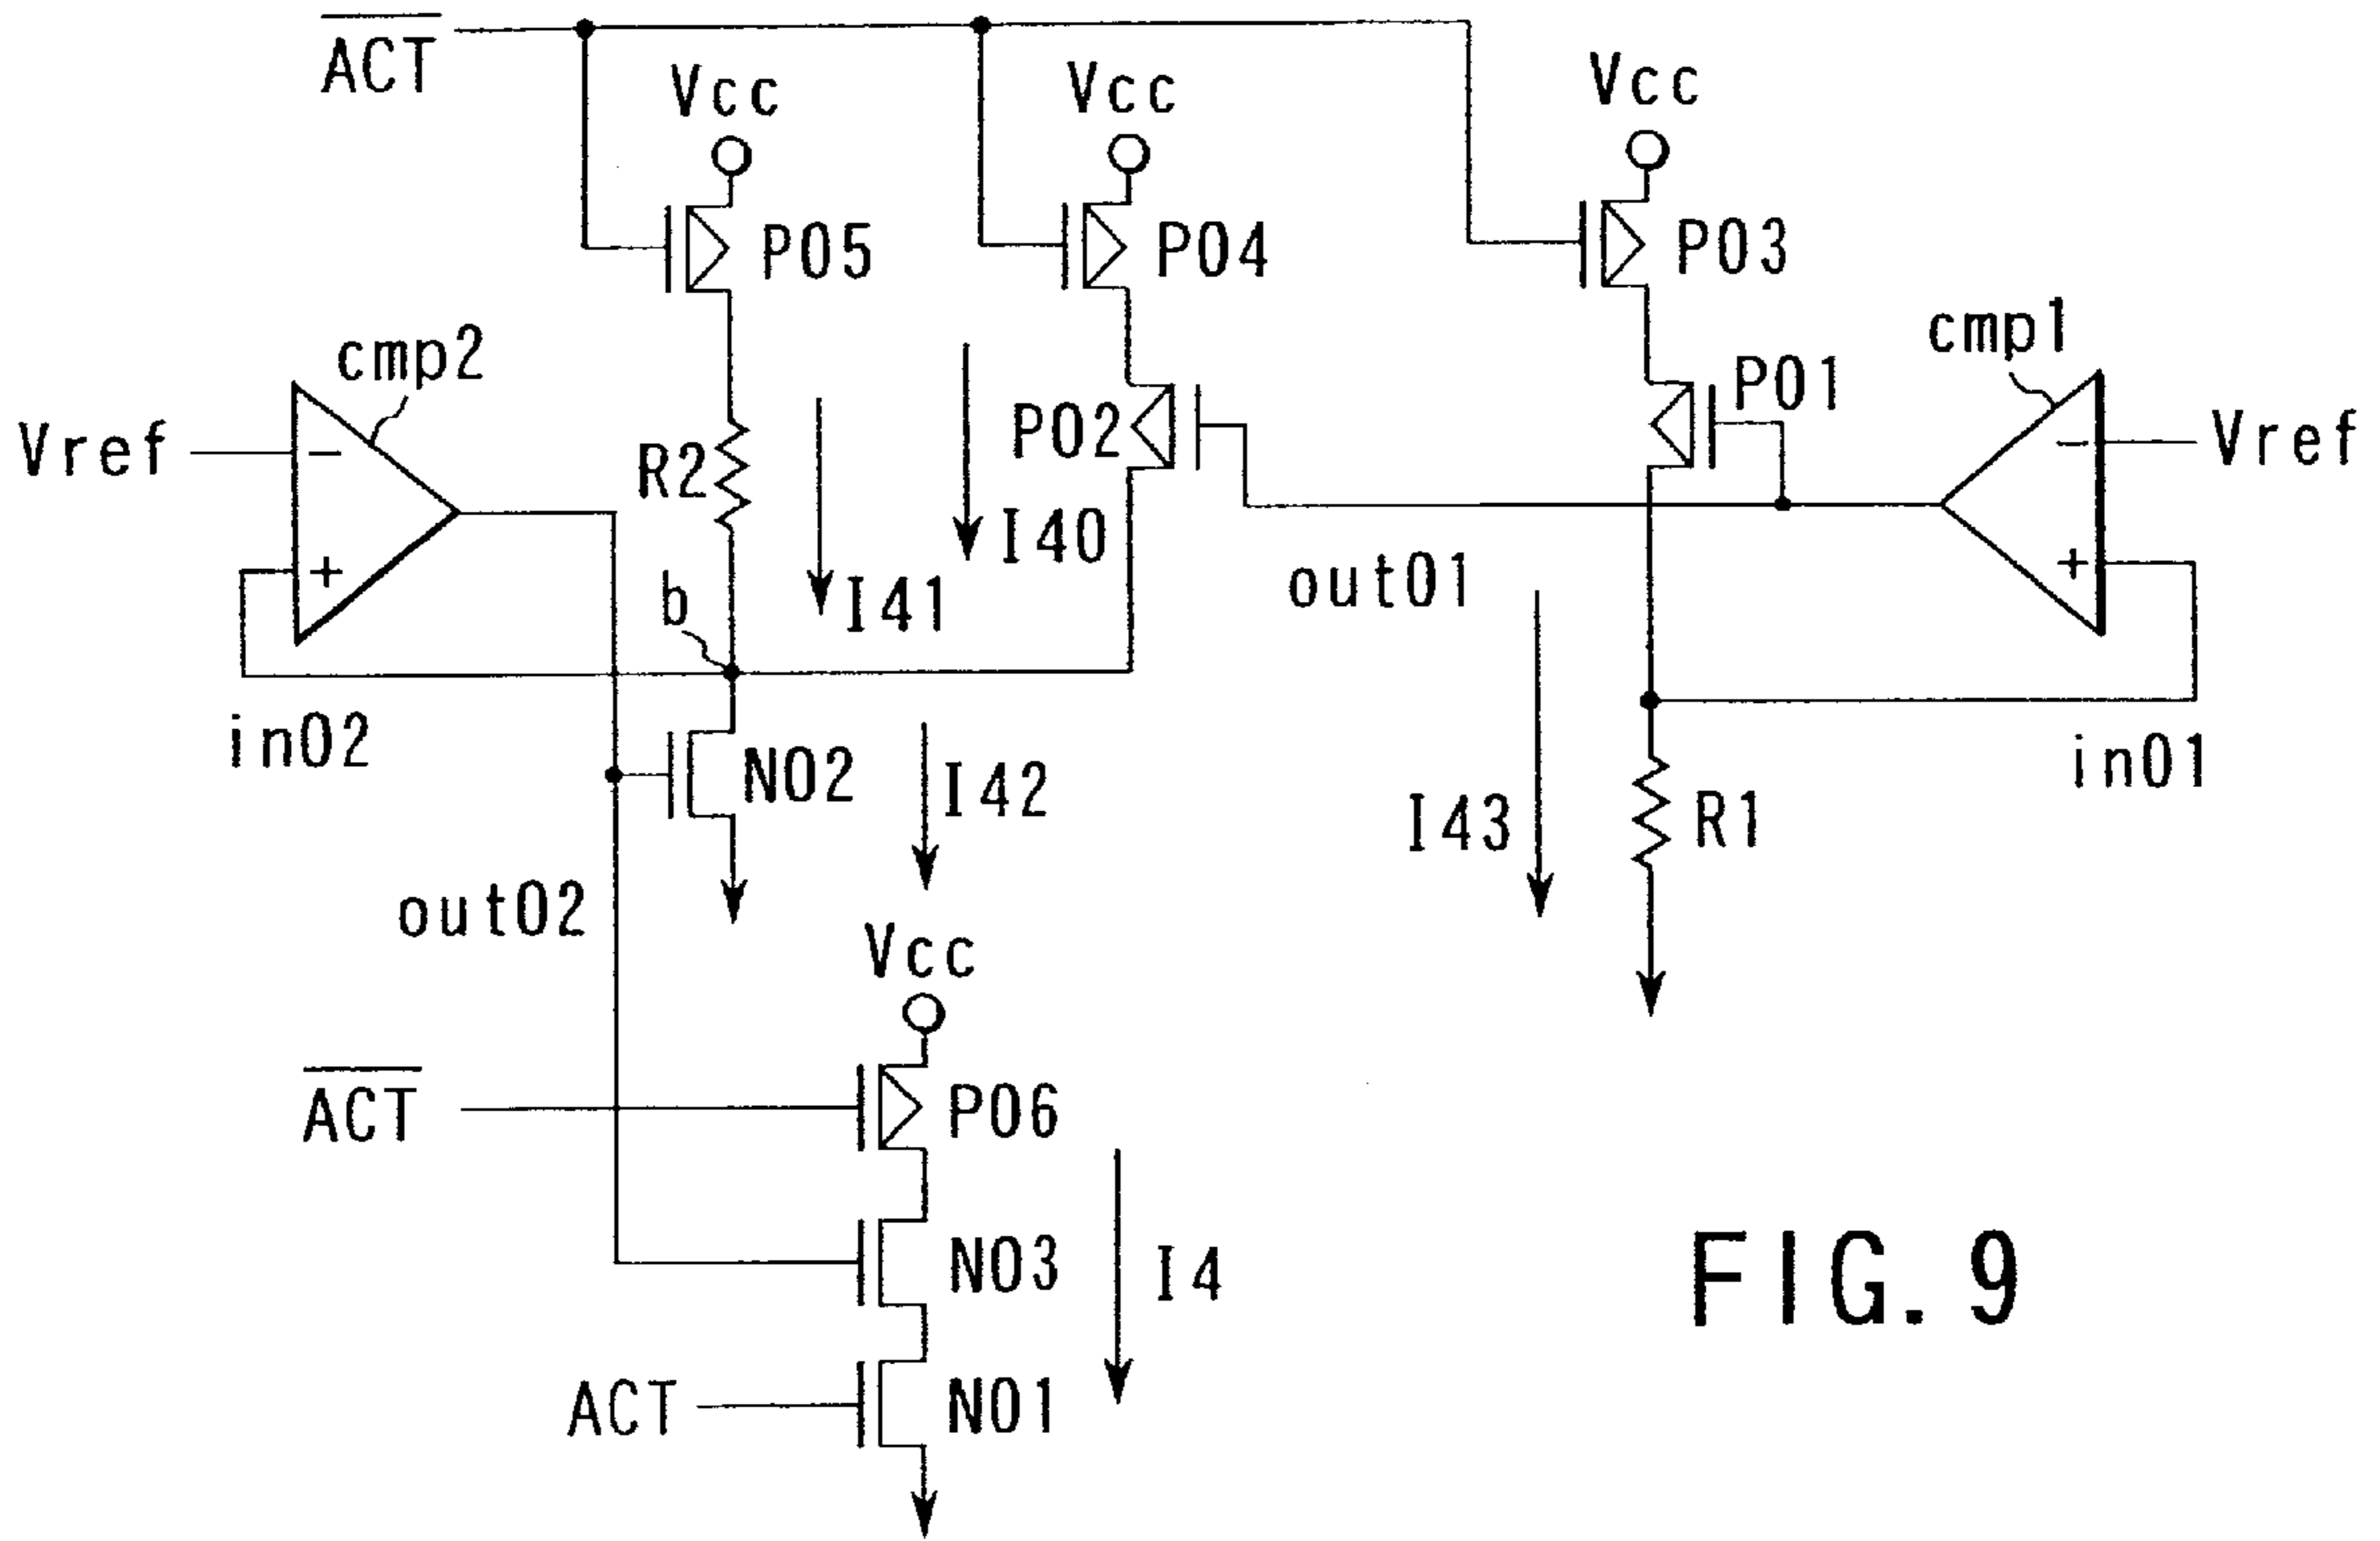 ACT
Vcc
Vcc
Vcc
P05
P04
P03
cmp2
cmp1
Vref
−
+
R2
P02
P01
−
Vref
+
I40
I41
out01
b
in02
in01
N02
I42
I43
R1
out02
Vcc
ACT
P06
N03
I4
ACT
N01
FIG. 9